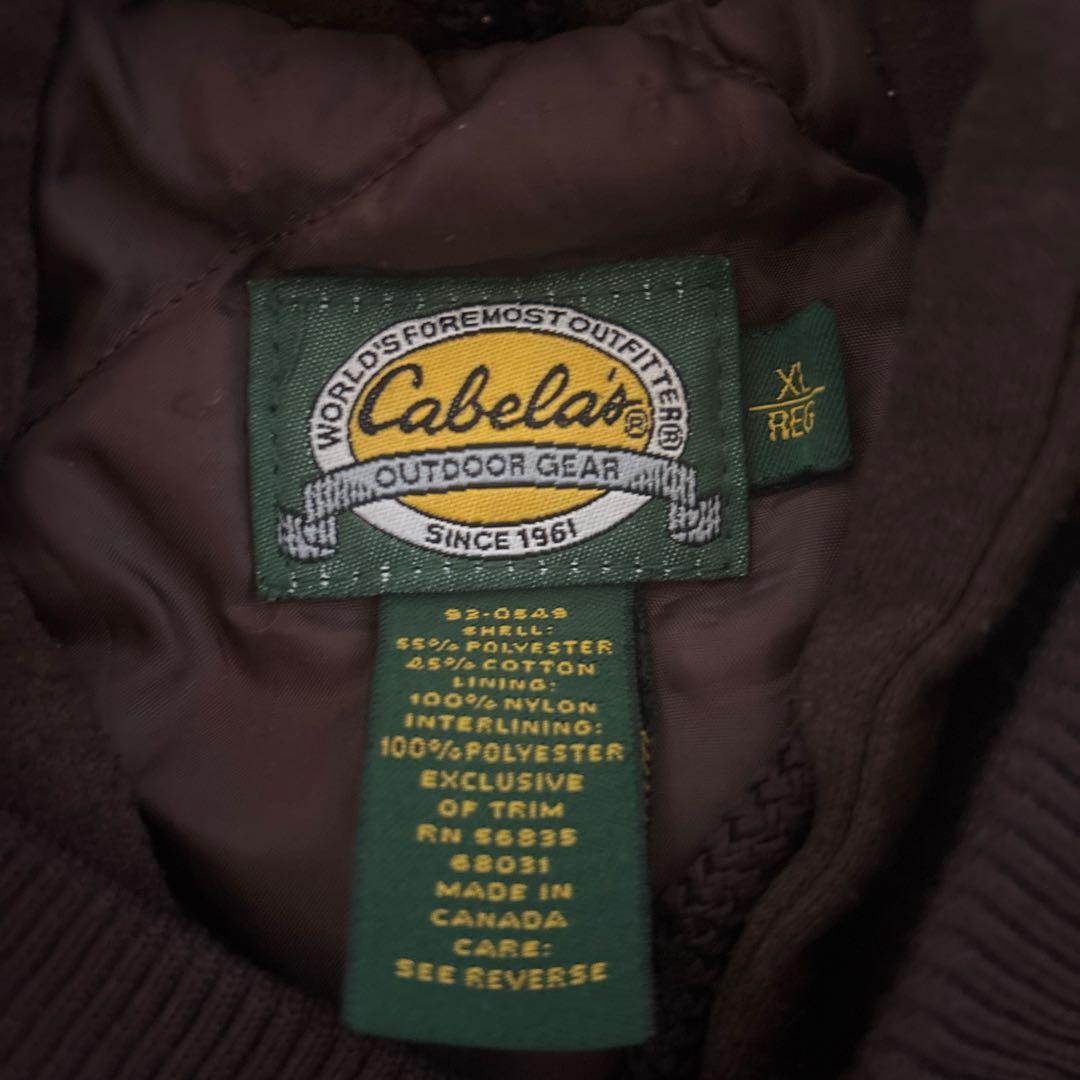 WORLD'S FOREMOST OUTFITTER®
Cabela's®
OUTDOOR GEAR
SINCE 1961
XL
REG
93-0549
SHELL:
55% POLYESTER
45% COTTON
LINING:
100% NYLON
INTERLINING:
100% POLYESTER
EXCLUSIVE
OF TRIM
RN 56835
68031
MADE IN
CANADA
CARE:
SEE REVERSE